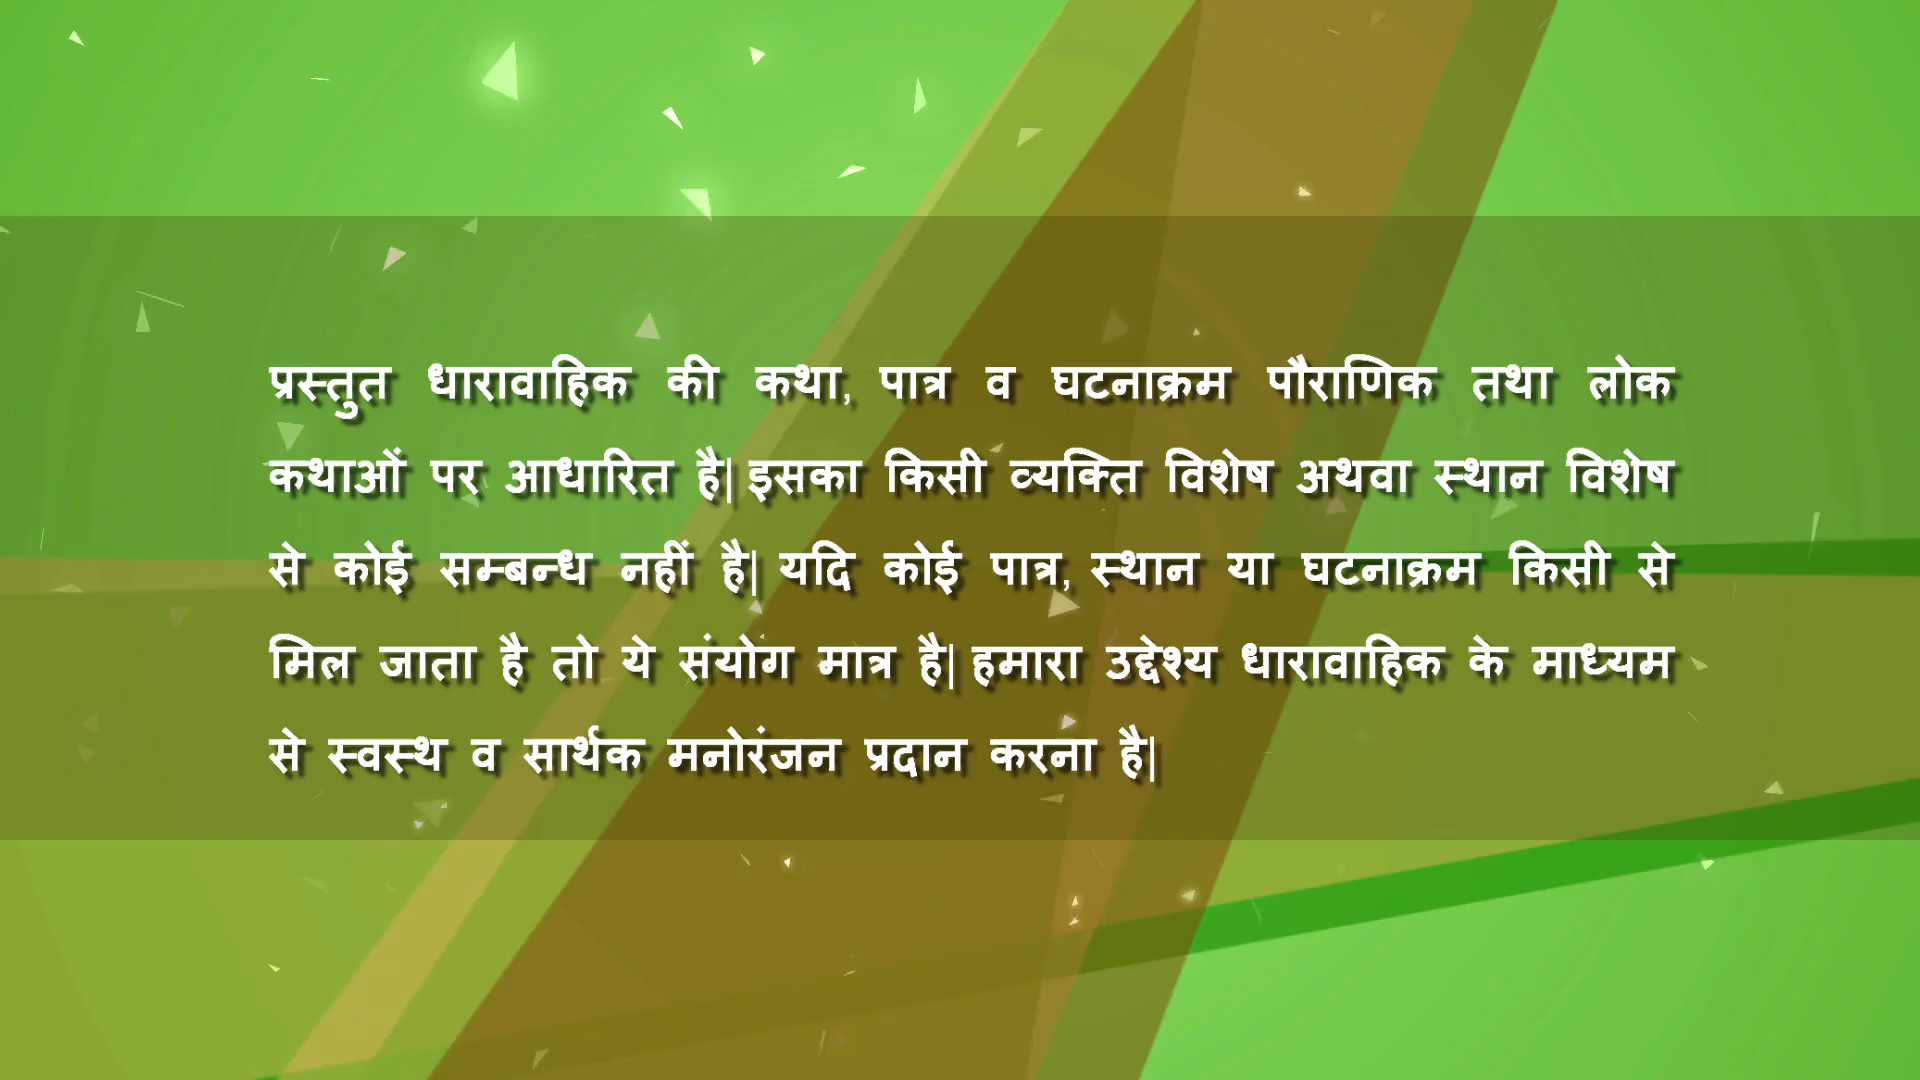 प्रस्तुत धारावाहिक की कथा, पात्र व घटनाक्रम पौराणिक तथा लोक
कथाओं पर आधारित है| इसका किसी व्यक्ति विशेष अथवा स्थान विशेष
से कोई सम्बन्ध नहीं है| यदि कोई पात्र, स्थान या घटनाक्रम किसी से
मिल जाता है तो ये संयोग मात्र है| हमारा उद्देश्य धारावाहिक के माध्यम
से स्वस्थ व सार्थक मनोरंजन प्रदान करना है|